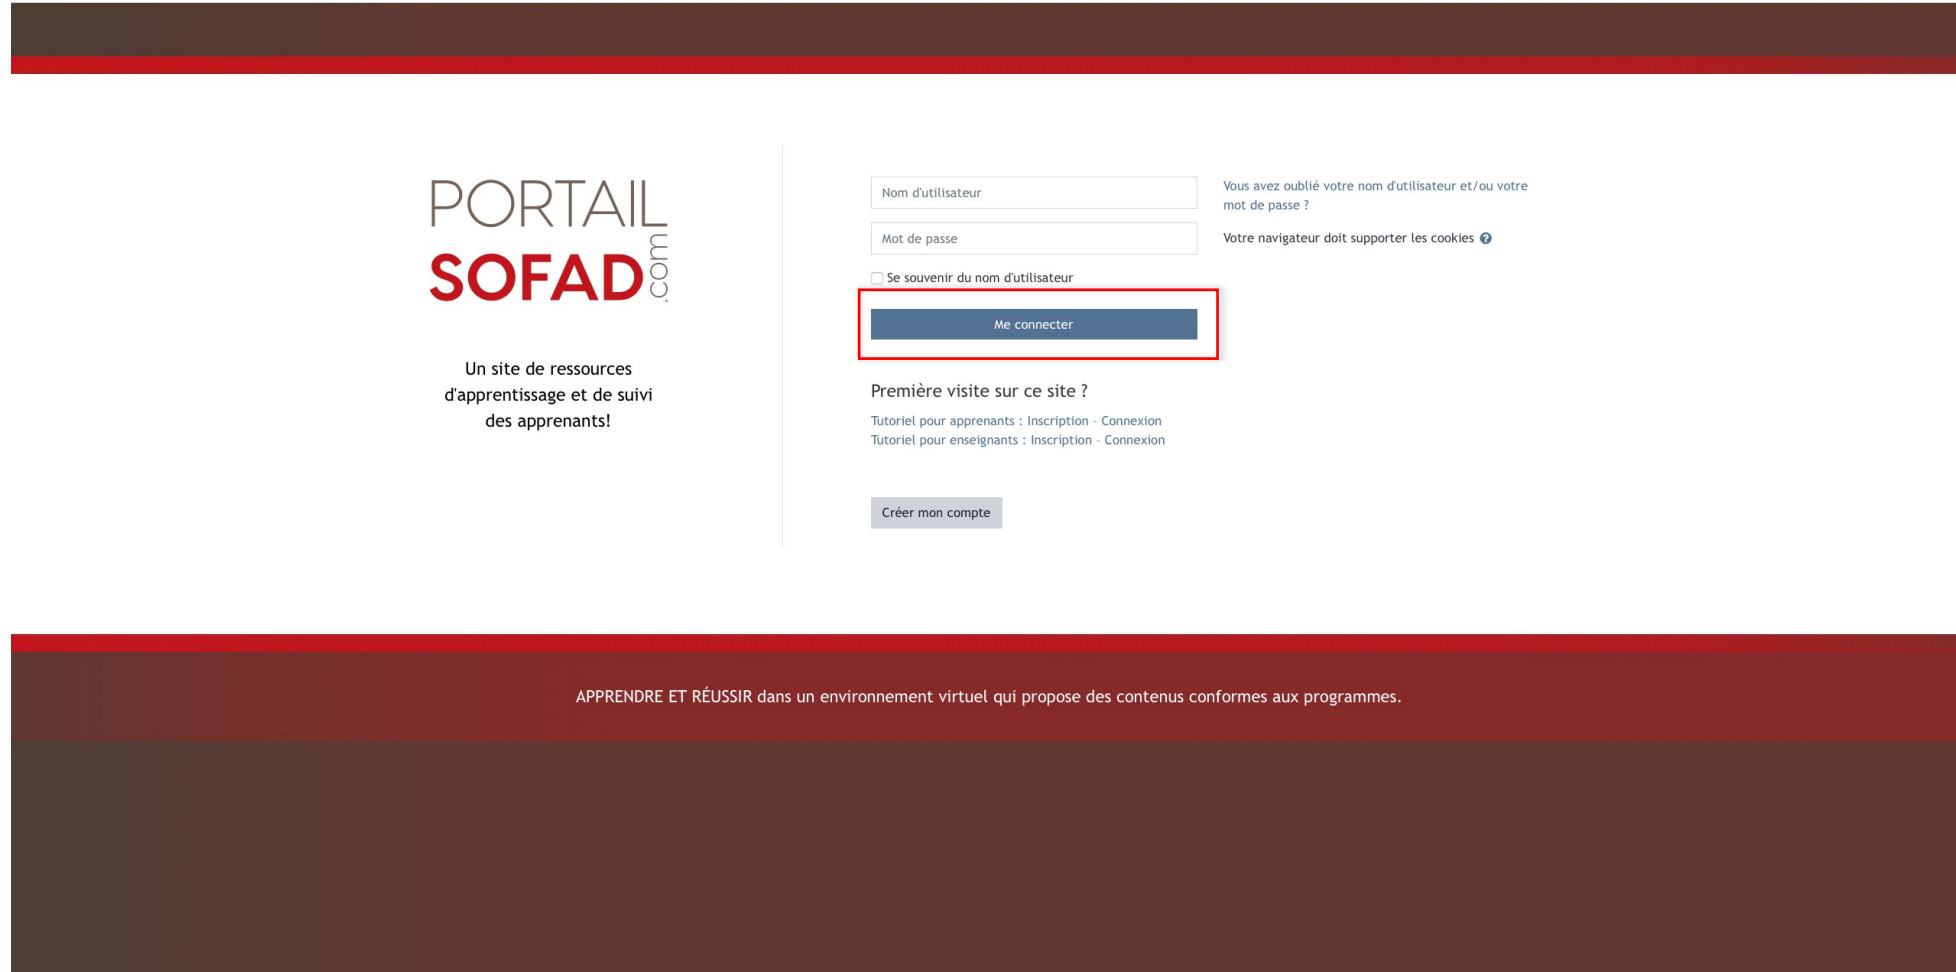 PORTAIL
SOFAD
.com
Un site de ressources
d'apprentissage et de suivi
des apprenants!
Nom d'utilisateur
Mot de passe
Se souvenir du nom d'utilisateur
Me connecter
Vous avez oublié votre nom d'utilisateur et/ou votre
mot de passe ?
Votre navigateur doit supporter les cookies
Première visite sur ce site ?
Tutoriel pour apprenants : Inscription - Connexion
Tutoriel pour enseignants : Inscription - Connexion
Créer mon compte
APPRENDRE ET RÉUSSIR dans un environnement virtuel qui propose des contenus conformes aux programmes.